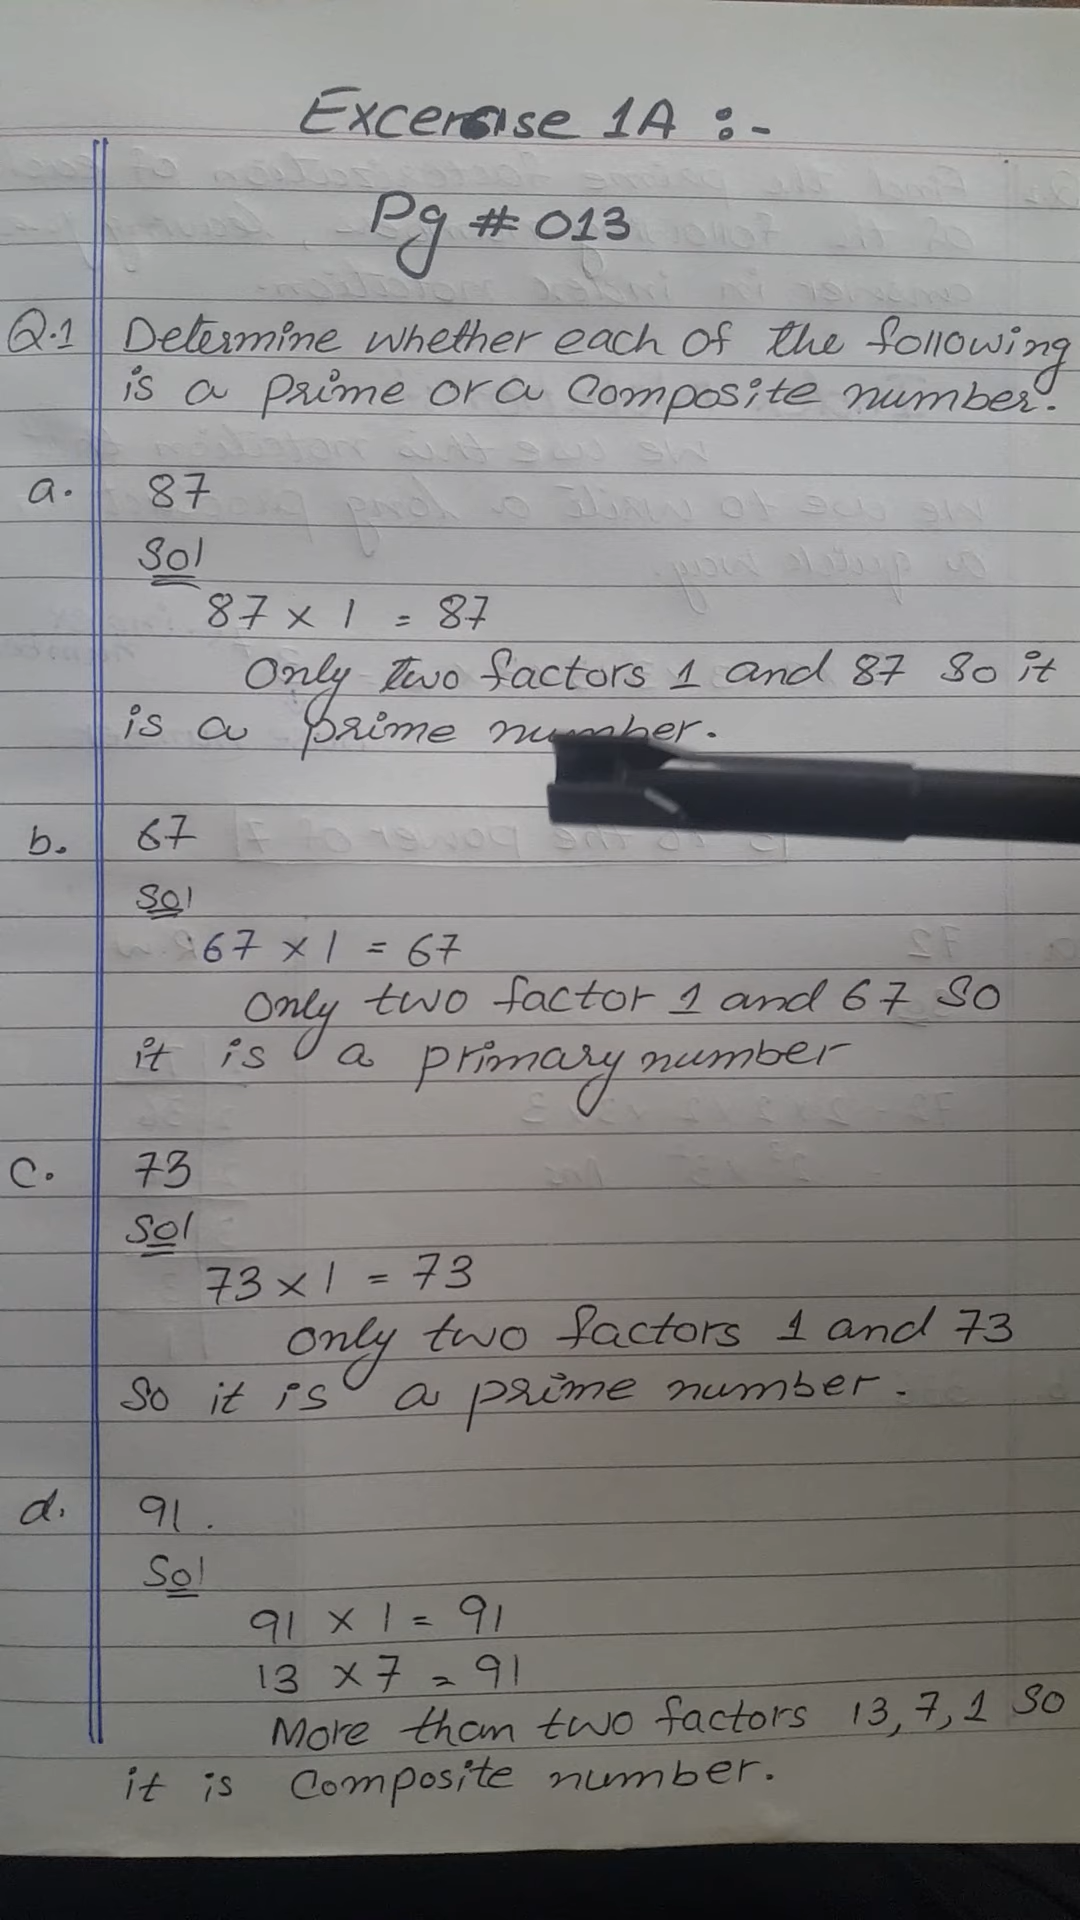 Excercise 1A :-
Pg # 013
Q.1 Determine whether each of the following
is a prime or a Composite number.
a. 87
Sol
87 x 1 = 87
Only two factors 1 and 87 So it
is a prime number.
b. 67
Sol
67 x 1 = 67
Only two factor 1 and 67 So
it is a primary number
c. 73
Sol
73 x 1 = 73
Only two factors 1 and 73
So it is a prime number.
d. 91.
Sol
91 x 1 = 91
13 x 7 = 91
More than two factors 13, 7, 1 So
it is Composite number.